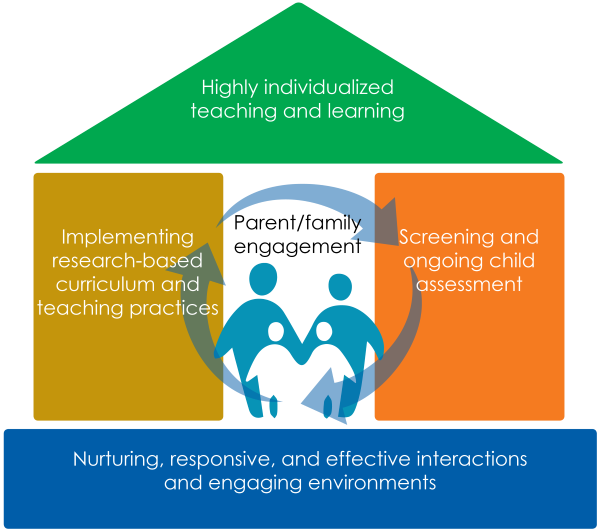 Highly individualized
teaching and learning
Parent/family
engagement
Implementing
research-based
curriculum and
teaching practices
Screening and
ongoing child
assessment
Nurturing, responsive, and effective interactions
and engaging environments